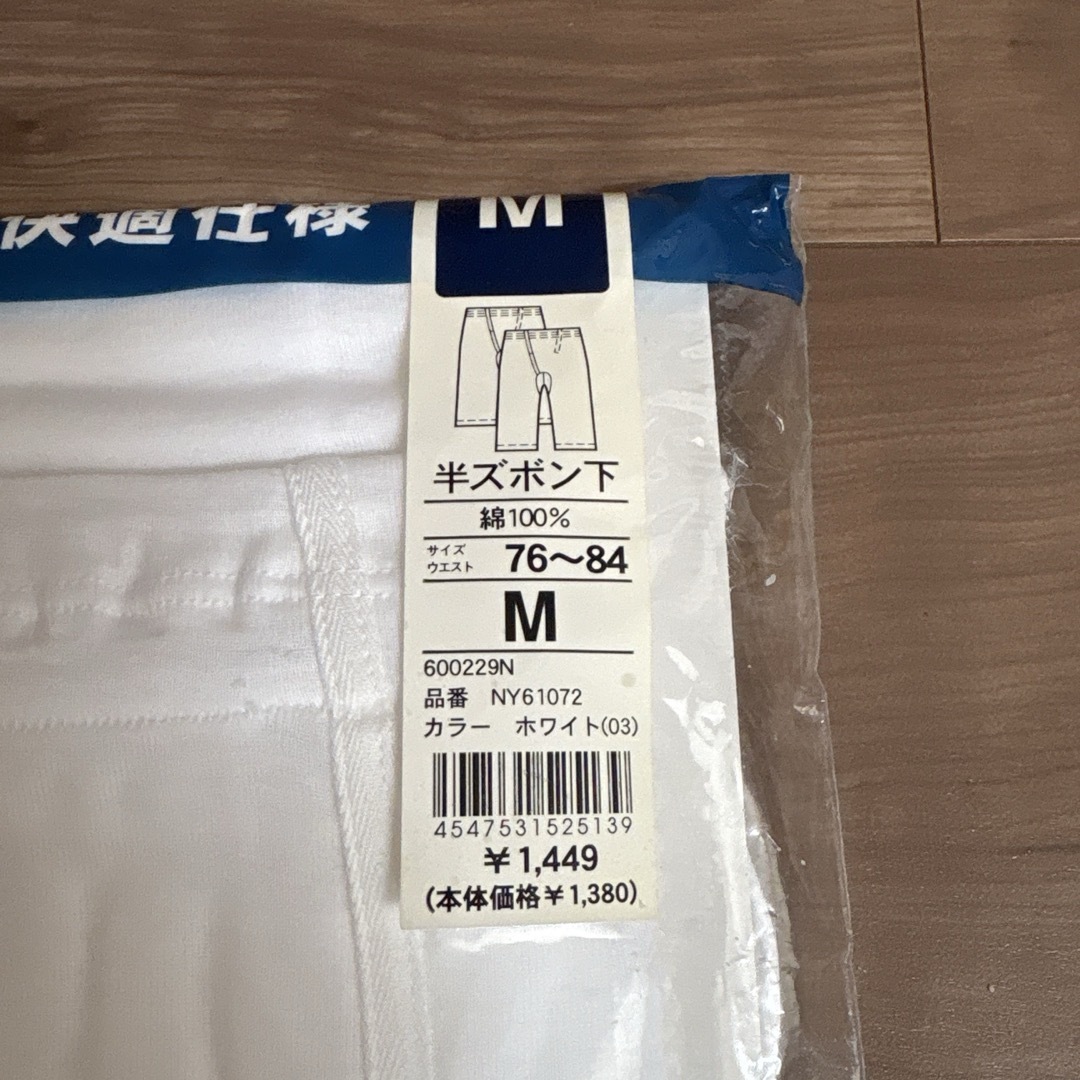 快適仕様
M
半ズボン下
綿100%
サイズ
ウエスト 76〜84
M
600229N
品番 NY61072
カラー ホワイト(03)
4547531525139
¥1,449
(本体価格¥1,380)